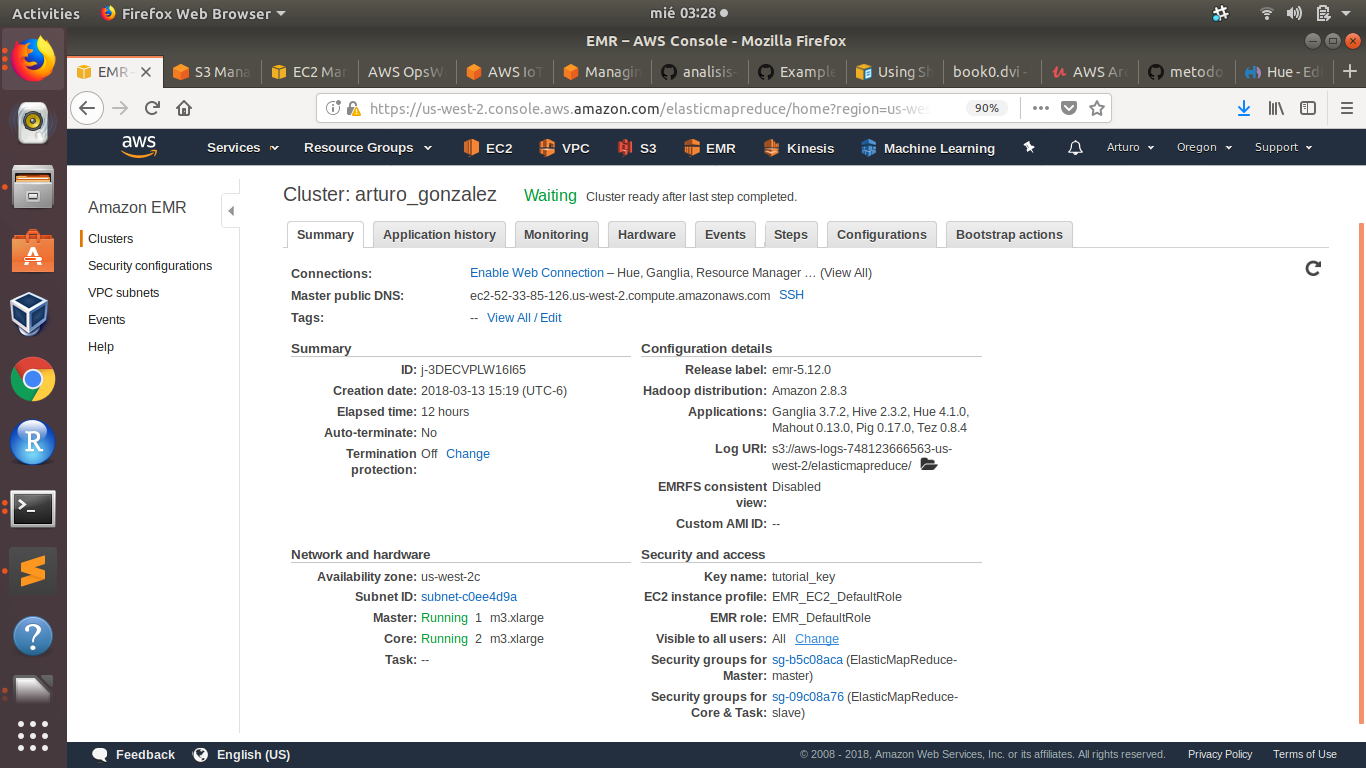 Activities Firefox Web Browser mié 03:28
EMR – AWS Console - Mozilla Firefox
EMR – S3 Mana EC2 Mar AWS OpsW AWS IoT Managin analisis- Example Using Sh book0.dvi - AWS Arc metodo Hue - Edi
https://us-west-2.console.aws.amazon.com/elasticmapreduce/home?region=us-we 90%
aws Services Resource Groups EC2 VPC S3 EMR Kinesis Machine Learning Arturo Oregon Support
Amazon EMR
Clusters
Security configurations
VPC subnets
Events
Help
Cluster: arturo_gonzalez Waiting Cluster ready after last step completed.
Summary Application history Monitoring Hardware Events Steps Configurations Bootstrap actions
Connections: Enable Web Connection – Hue, Ganglia, Resource Manager … (View All)
Master public DNS: ec2-52-33-85-126.us-west-2.compute.amazonaws.com SSH
Tags: -- View All / Edit
Summary
ID: j-3DECVPLW16I65
Creation date: 2018-03-13 15:19 (UTC-6)
Elapsed time: 12 hours
Auto-terminate: No
Termination Off Change
protection:
Configuration details
Release label: emr-5.12.0
Hadoop distribution: Amazon 2.8.3
Applications: Ganglia 3.7.2, Hive 2.3.2, Hue 4.1.0,
Mahout 0.13.0, Pig 0.17.0, Tez 0.8.4
Log URI: s3://aws-logs-748123666563-us-
west-2/elasticmapreduce/
EMRFS consistent Disabled
view:
Custom AMI ID: --
Network and hardware
Availability zone: us-west-2c
Subnet ID: subnet-c0ee4d9a
Master: Running 1 m3.xlarge
Core: Running 2 m3.xlarge
Task: --
Security and access
Key name: tutorial_key
EC2 instance profile: EMR_EC2_DefaultRole
EMR role: EMR_DefaultRole
Visible to all users: All Change
Security groups for sg-b5c08aca (ElasticMapReduce-
Master: master)
Security groups for sg-09c08a76 (ElasticMapReduce-
Core & Task: slave)
Feedback English (US) © 2008 - 2018, Amazon Web Services, Inc. or its affiliates. All rights reserved. Privacy Policy Terms of Use